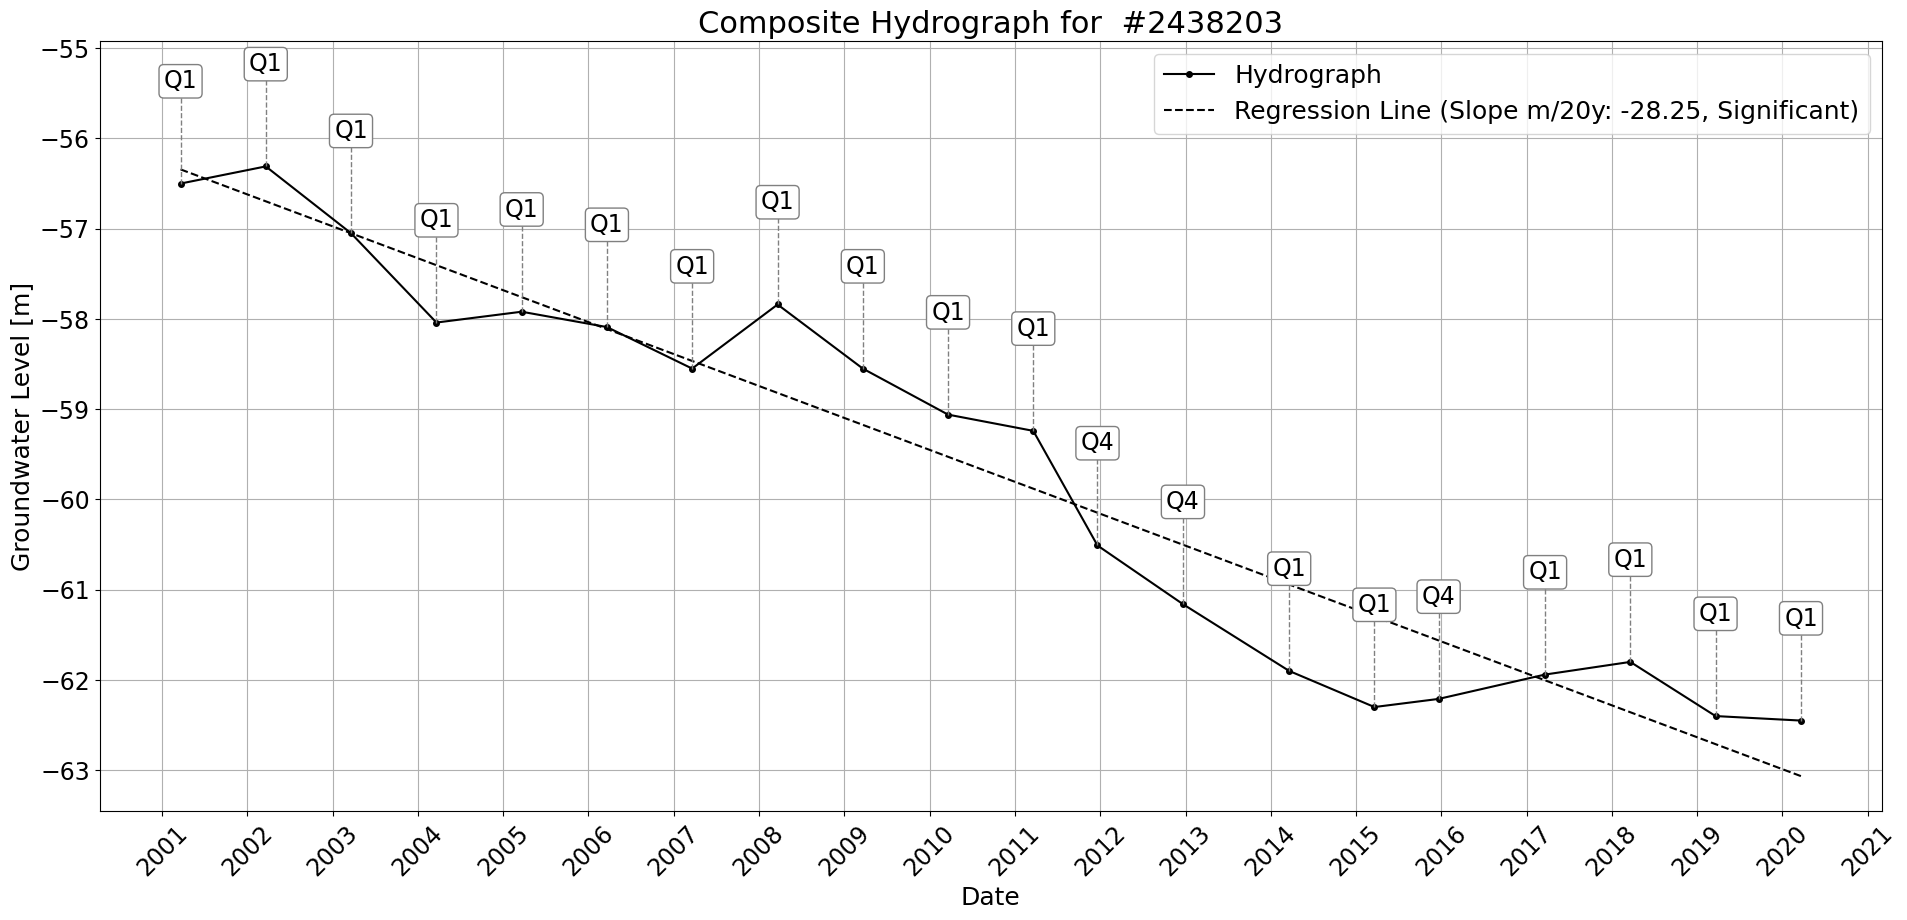 Composite Hydrograph for  #2438203
Hydrograph
Regression Line (Slope m/20y: -28.25, Significant)
Groundwater Level [m]
−55
−56
−57
−58
−59
−60
−61
−62
−63
Q1
Q1
Q1
Q1
Q1
Q1
Q1
Q1
Q1
Q1
Q1
Q4
Q4
Q1
Q1
Q4
Q1
Q1
Q1
Q1
2001
2002
2003
2004
2005
2006
2007
2008
2009
2010
2011
2012
2013
2014
2015
2016
2017
2018
2019
2020
2021
Date